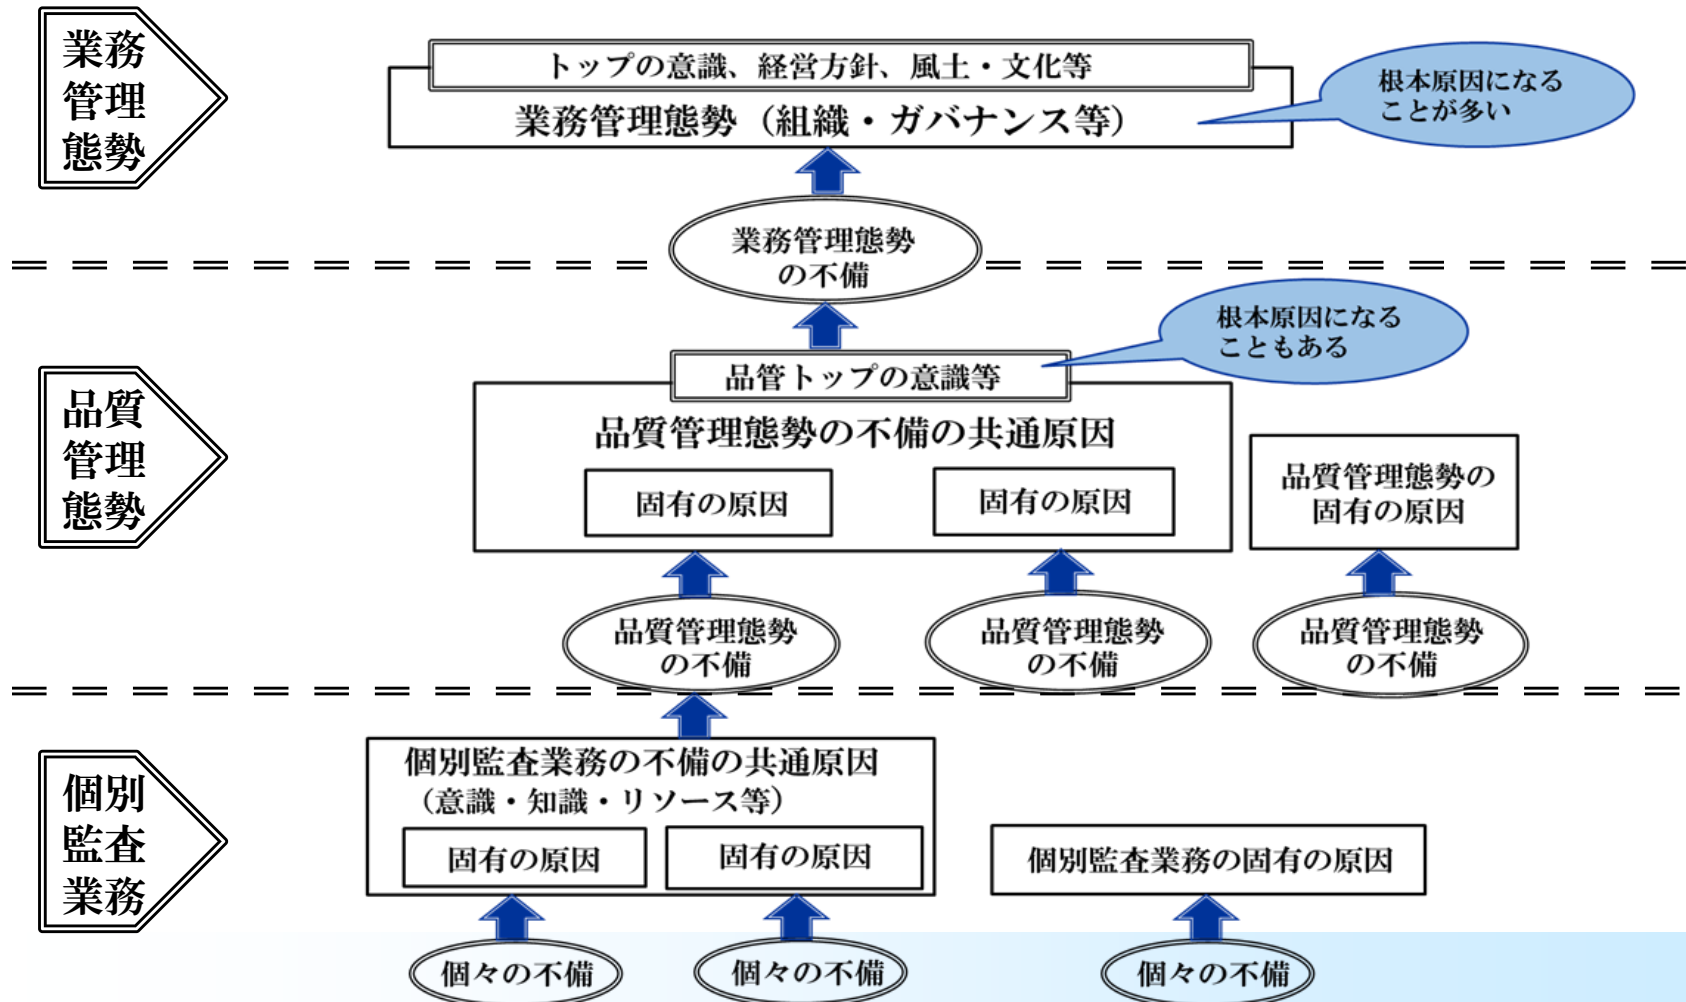 業務
管理
態勢
トップの意識、経営方針、風土・文化等
業務管理態勢（組織・ガバナンス等）
根本原因になる
ことが多い
業務管理態勢
の不備
品質
管理
態勢
根本原因になる
こともある
品管トップの意識等
品質管理態勢の不備の共通原因
固有の原因
固有の原因
品質管理態勢の
固有の原因
品質管理態勢
の不備
品質管理態勢
の不備
品質管理態勢
の不備
個別
監査
業務
個別監査業務の不備の共通原因
（意識・知識・リソース等）
固有の原因
固有の原因
個別監査業務の固有の原因
個々の不備
個々の不備
個々の不備